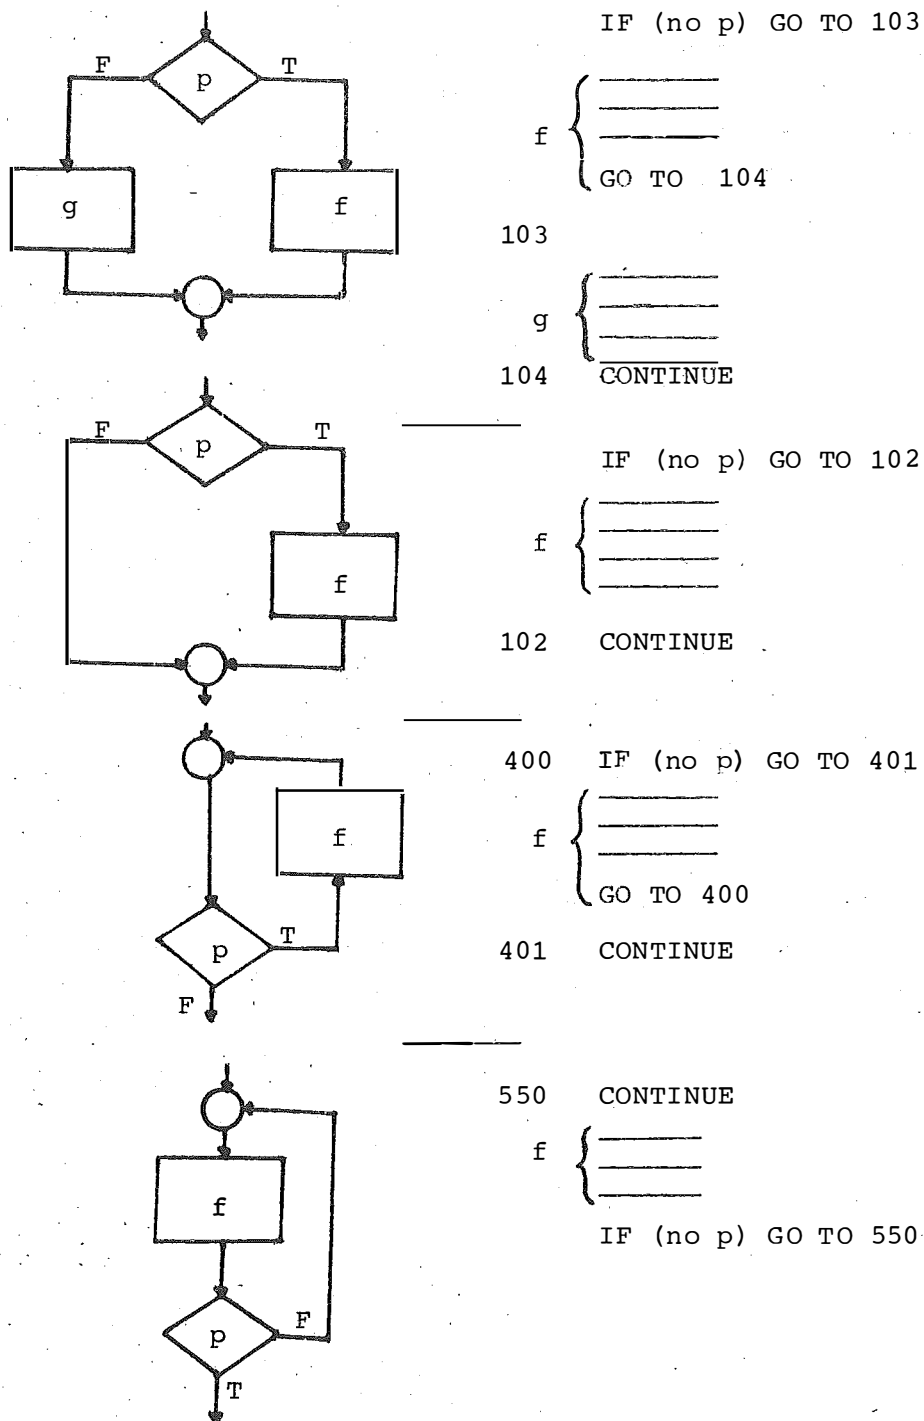 IF (no p) GO TO 103
F p T
f
g f
GO TO 104
103
g
104 CONTINUE
F p T
IF (no p) GO TO 102
f
f
102 CONTINUE
400 IF (no p) GO TO 401
f f
GO TO 400
p T
401 CONTINUE
F
550 CONTINUE
f
f
IF (no p) GO TO 550
p F
T